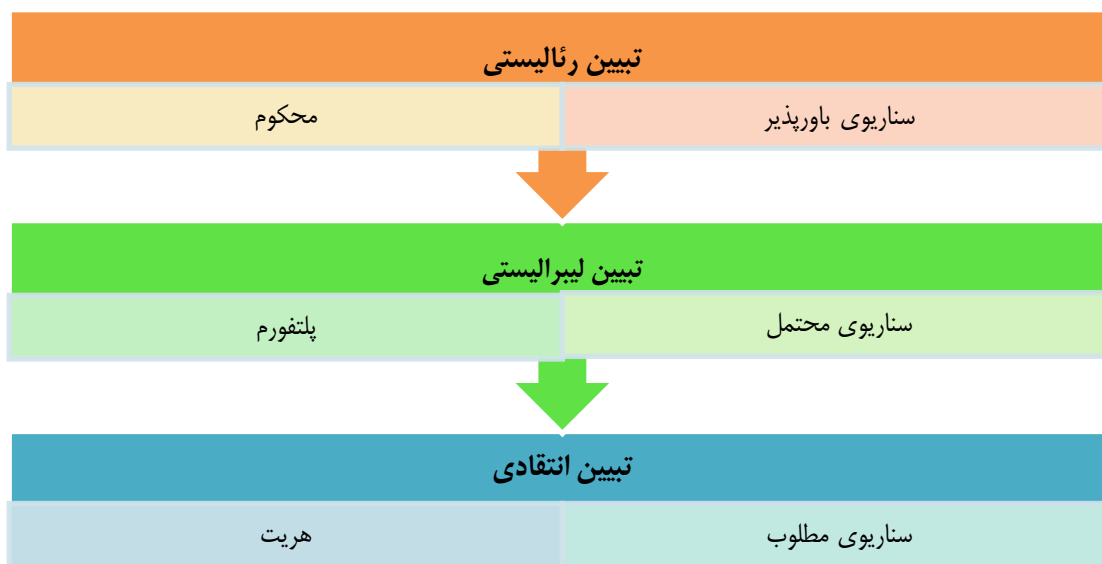 تبیین رئالیستی
سناریوی باورپذیر
محکوم
تبیین لیبرالیستی
سناریوی محتمل
پلتفورم
تبیین انتقادی
سناریوی مطلوب
هریت